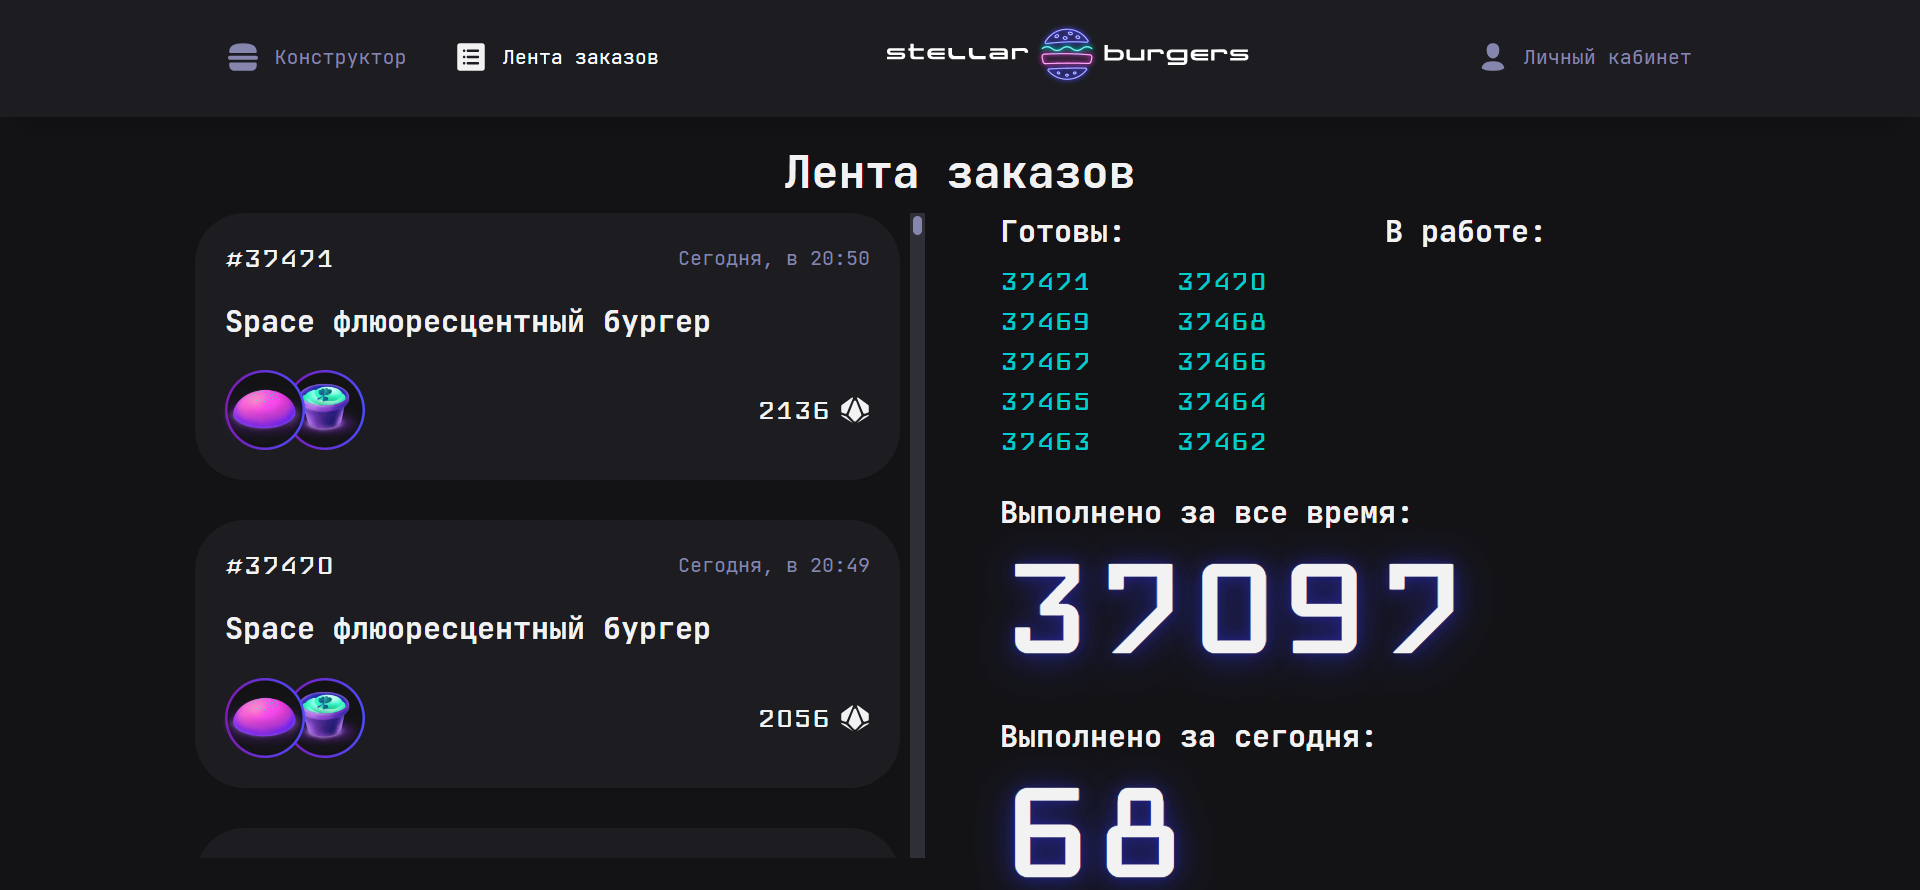 Конструктор
Лента заказов
stellar burgers
Личный кабинет
Лента заказов
#37471
Сегодня, в 20:50
Space флюоресцентный бургер
2136
#37470
Сегодня, в 20:49
Space флюоресцентный бургер
2056
Готовы:
В работе:
37471 37470
37469 37468
37467 37466
37465 37464
37463 37462
Выполнено за все время:
37097
Выполнено за сегодня:
68